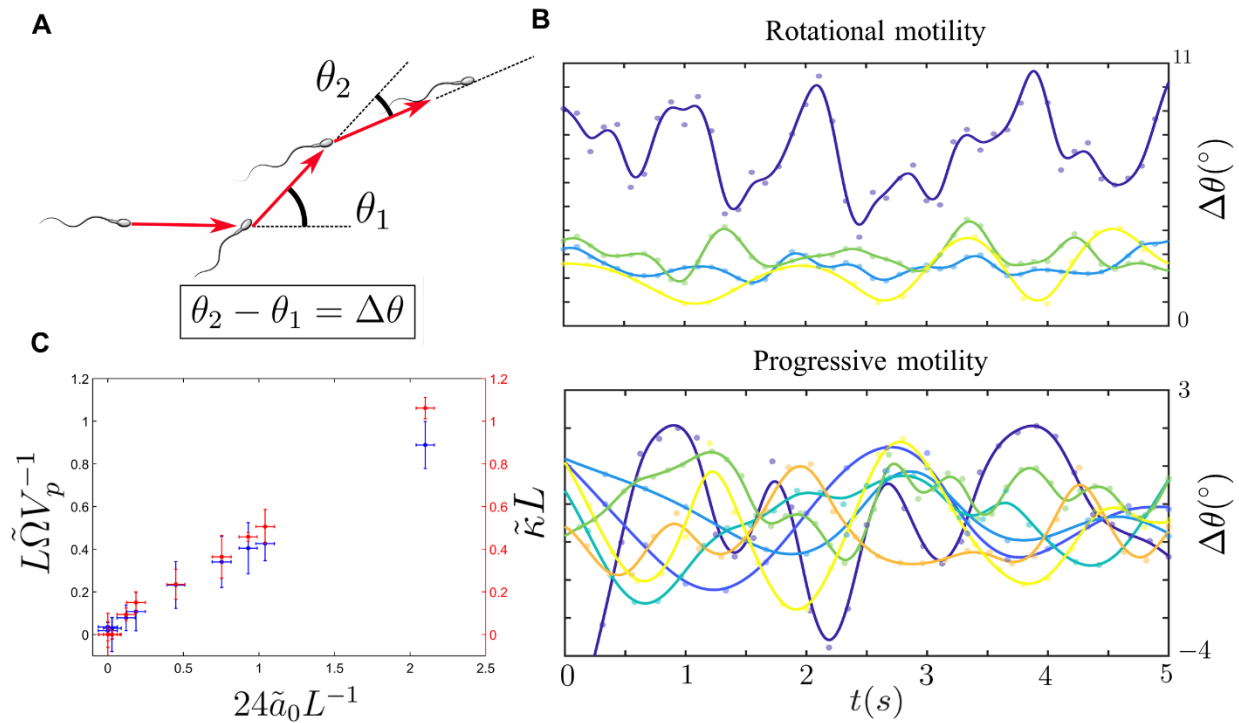 A
θ₂
θ₁
θ₂ − θ₁ = Δθ
B
Rotational motility
11
Δθ(°)
0
Progressive motility
3
Δθ(°)
-4
0 1 2 3 4 5
t(s)
C
1.2 1.2
1 1
0.8 0.8
0.6 0.6
0.4 0.4
0.2 0.2
0 0
0 0.5 1 1.5 2 2.5
LΩ̃V_p⁻¹
κ̃L
24ã₀L⁻¹